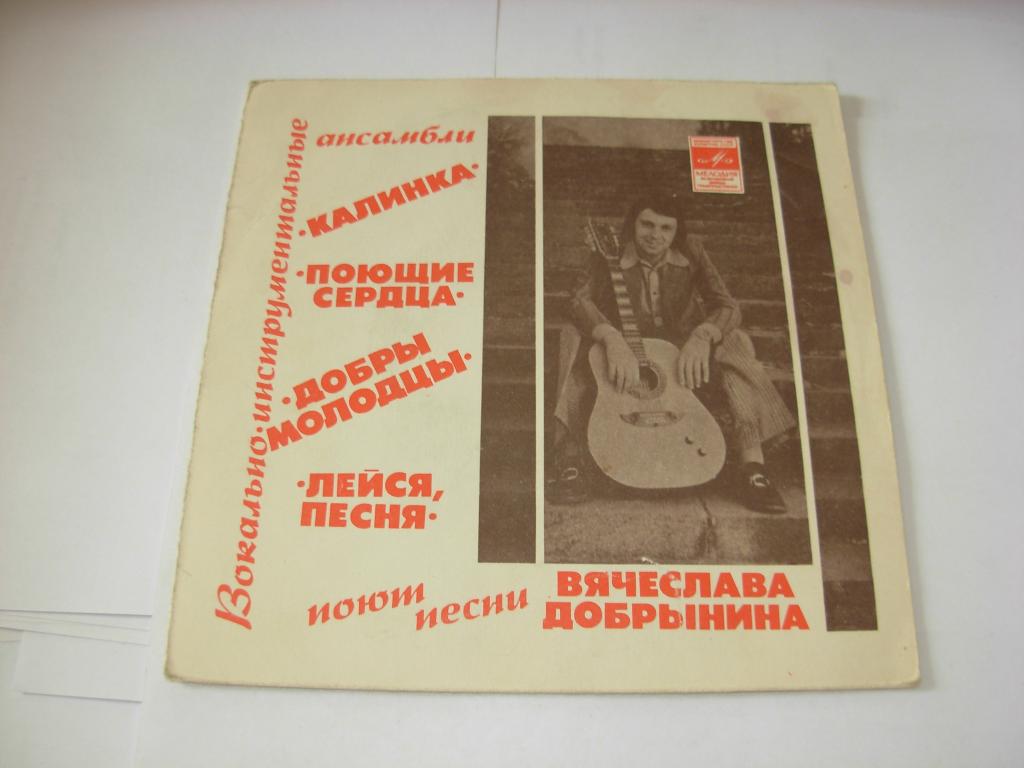 Вокально-инструментальные
ансамбли
·КАЛИНКА·
·ПОЮЩИЕ
СЕРДЦА·
·ДОБРЫ
МОЛОДЦЫ·
·ЛЕЙСЯ,
ПЕСНЯ·
поют
песни
ВЯЧЕСЛАВА
ДОБРЫНИНА
МЕЛОДИЯ